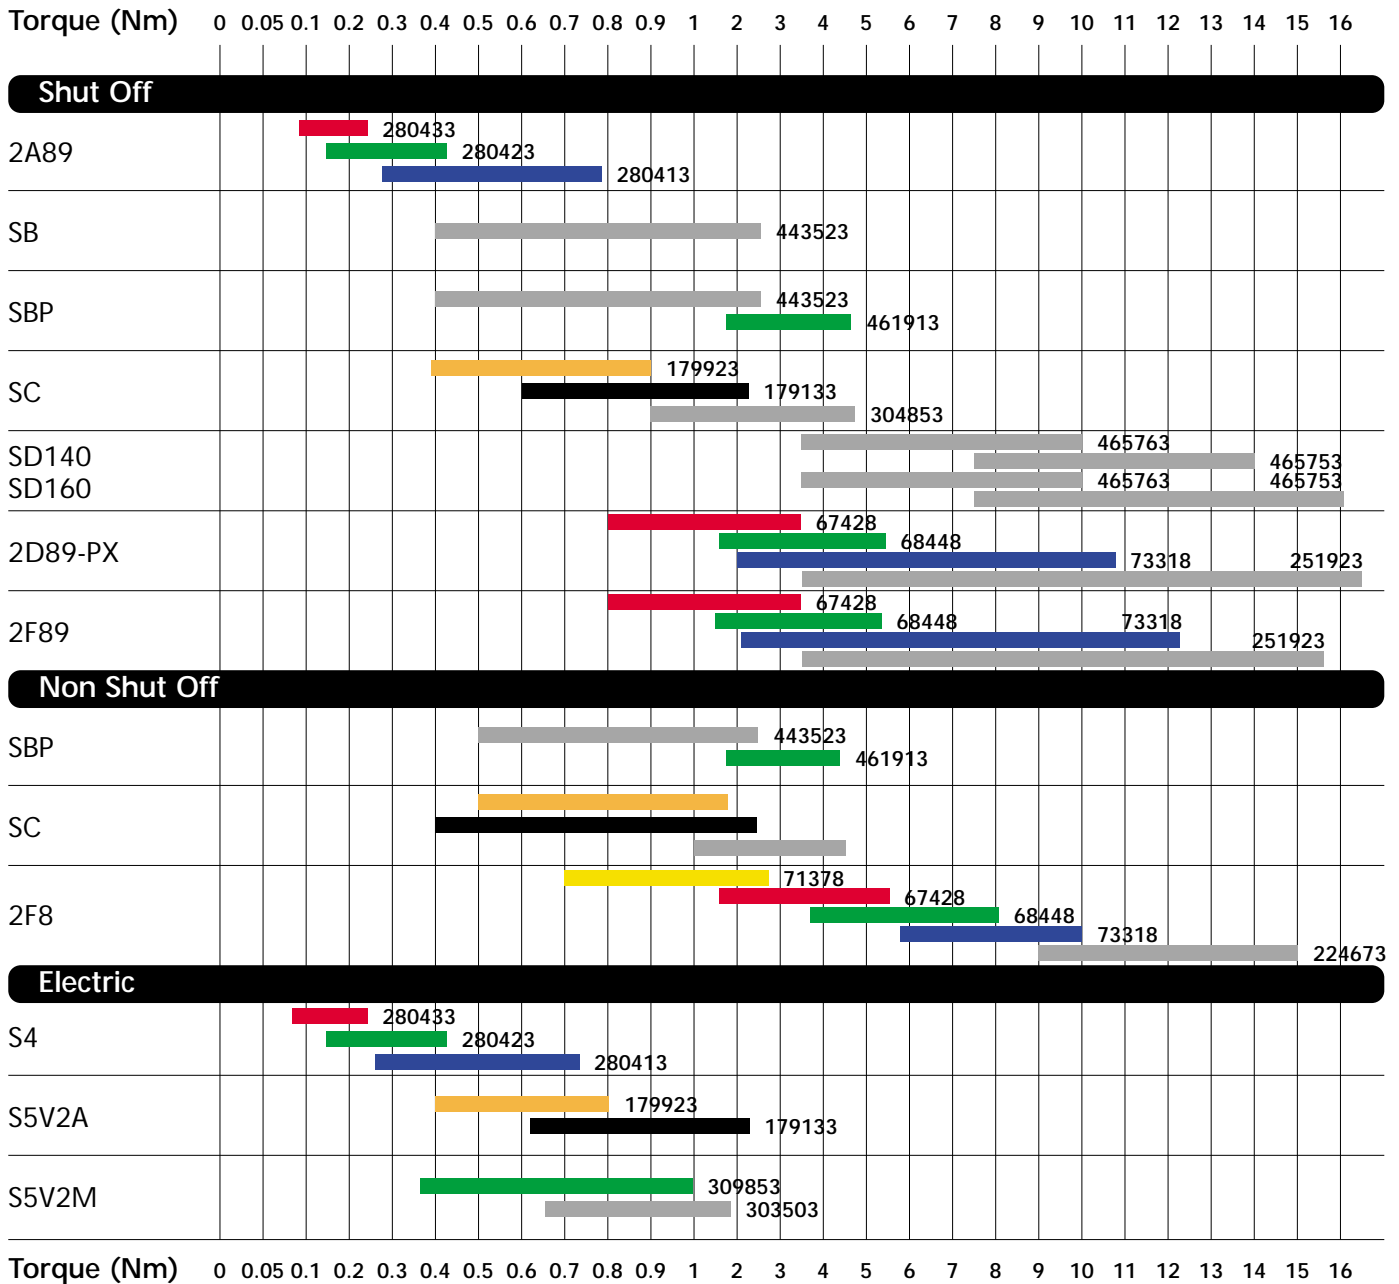 Torque (Nm) 0 0.05 0.1 0.2 0.3 0.4 0.5 0.6 0.7 0.8 0.9 1 2 3 4 5 6 7 8 9 10 11 12 13 14 15 16
Shut Off
2A89
280433
280423
280413
SB
443523
SBP
443523
461913
SC
179923
179133
304853
SD140
465763
465753
SD160
465763 465753
2D89-PX
67428
68448
73318 251923
2F89
67428
68448 73318
251923
Non Shut Off
SBP
443523
461913
SC
2F8
71378
67428
68448
73318
224673
Electric
S4
280433
280423
280413
S5V2A
179923
179133
S5V2M
309853
303503
Torque (Nm) 0 0.05 0.1 0.2 0.3 0.4 0.5 0.6 0.7 0.8 0.9 1 2 3 4 5 6 7 8 9 10 11 12 13 14 15 16